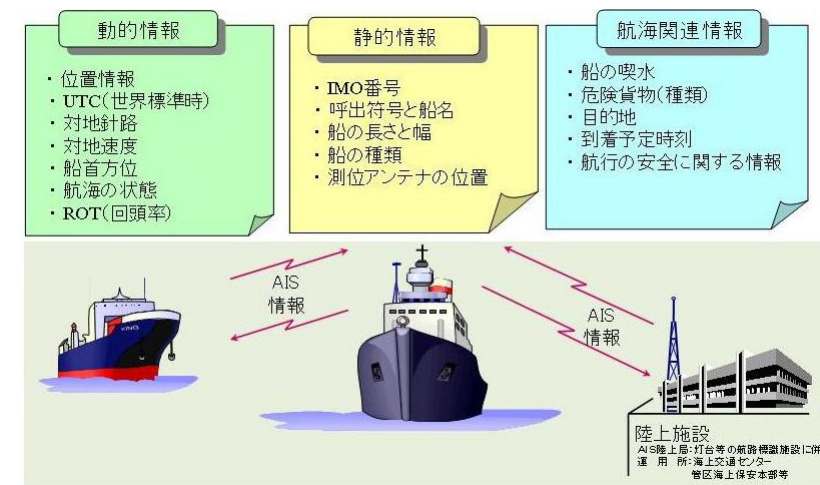 動的情報
・位置情報
・UTC(世界標準時)
・対地針路
・対地速度
・船首方位
・航海の状態
・ROT(回頭率)
静的情報
・IMO番号
・呼出符号と船名
・船の長さと幅
・船の種類
・測位アンテナの位置
航海関連情報
・船の喫水
・危険貨物(種類)
・目的地
・到着予定時刻
・航行の安全に関する情報
AIS
情報
KING
AIS
情報
陸上施設
AIS陸上局:灯台等の航路標識施設に併
運 用 所:海上交通センター
管区海上保安本部等